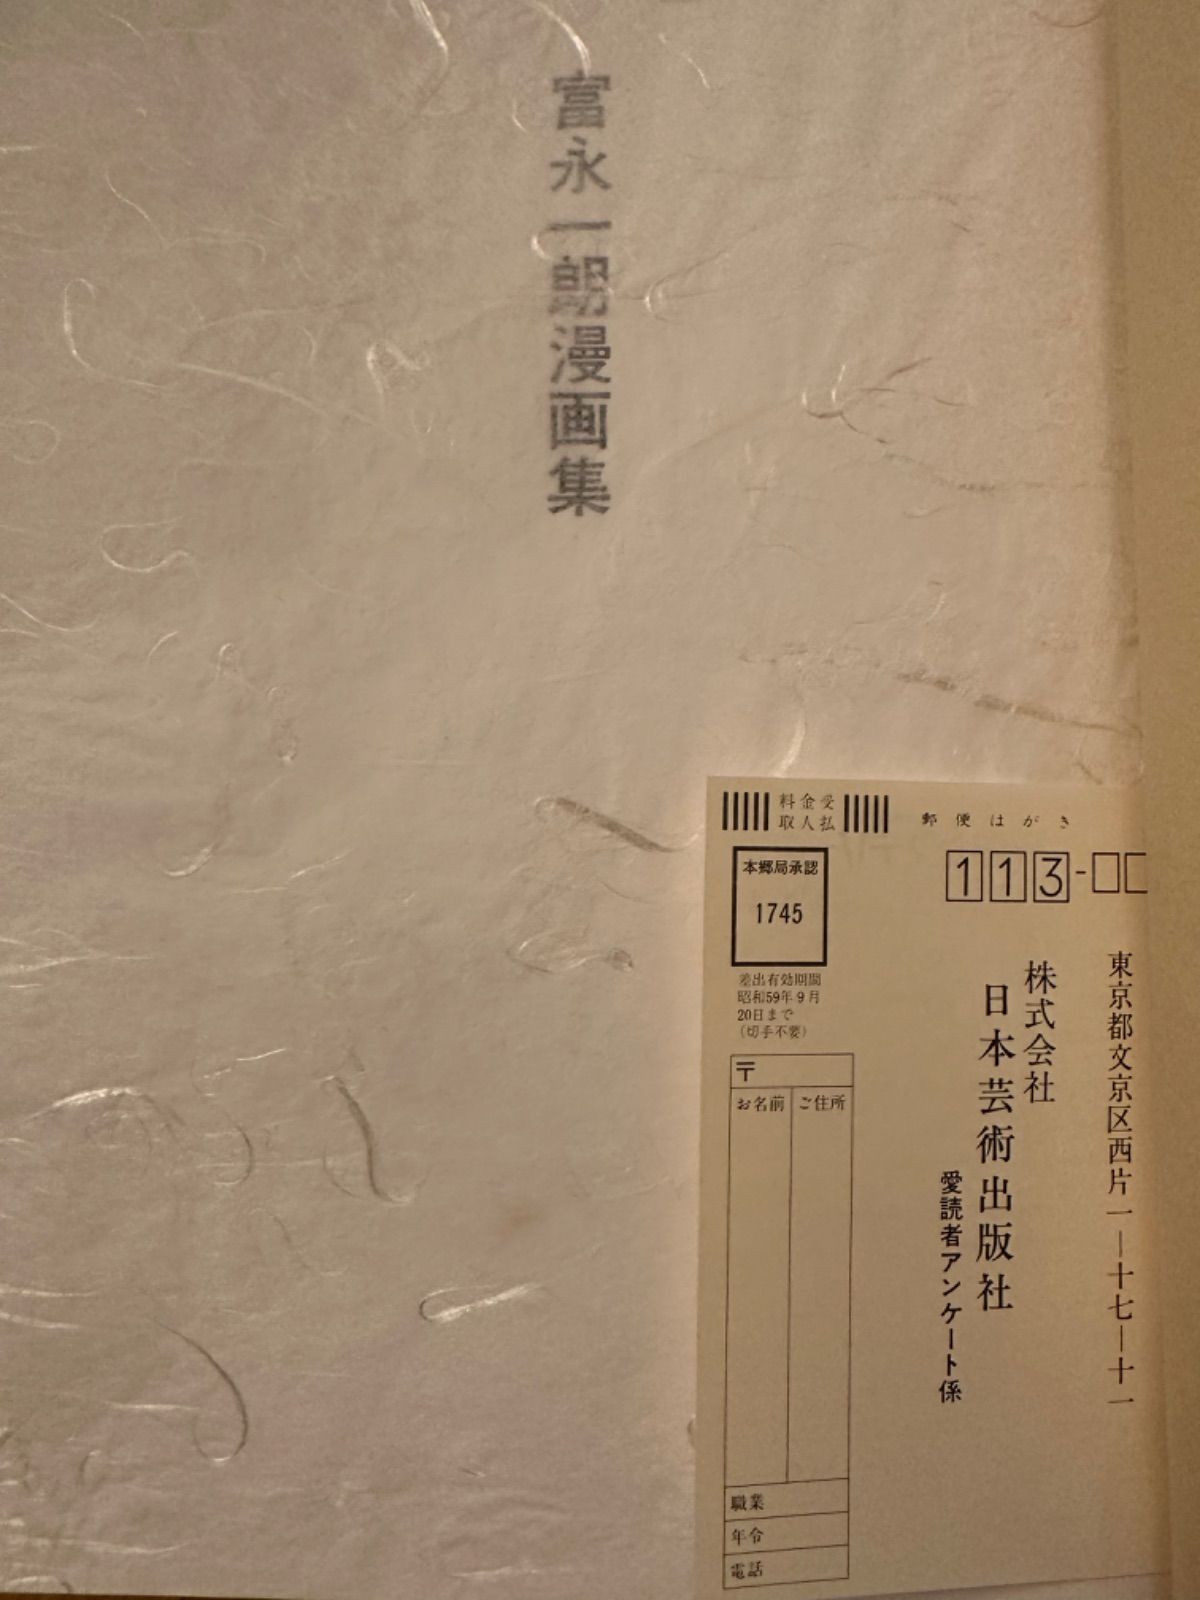 富永一朗漫画集
料金受
取人払
郵便はがき
113-
本郷局承認
1745
差出有効期間
昭和59年9月
20日まで
(切手不要)
東京都文京区西片一―十七―十一
株式会社
日本芸術出版社
愛読者アンケート係
〒
ご住所
お名前
職業
年令
電話